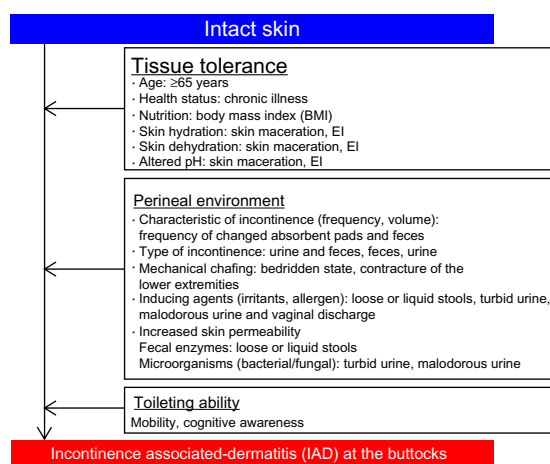 Intact skin
Tissue tolerance
· Age: ≥65 years
· Health status: chronic illness
· Nutrition: body mass index (BMI)
· Skin hydration: skin maceration, EI
· Skin dehydration: skin maceration, EI
· Altered pH: skin maceration, EI
Perineal environment
· Characteristic of incontinence (frequency, volume):
frequency of changed absorbent pads and feces
· Type of incontinence: urine and feces, feces, urine
· Mechanical chafing: bedridden state, contracture of the
lower extremities
· Inducing agents (irritants, allergen): loose or liquid stools, turbid urine,
malodorous urine and vaginal discharge
· Increased skin permeability
Fecal enzymes: loose or liquid stools
Microorganisms (bacterial/fungal): turbid urine, malodorous urine
Toileting ability
Mobility, cognitive awareness
Incontinence associated-dermatitis (IAD) at the buttocks